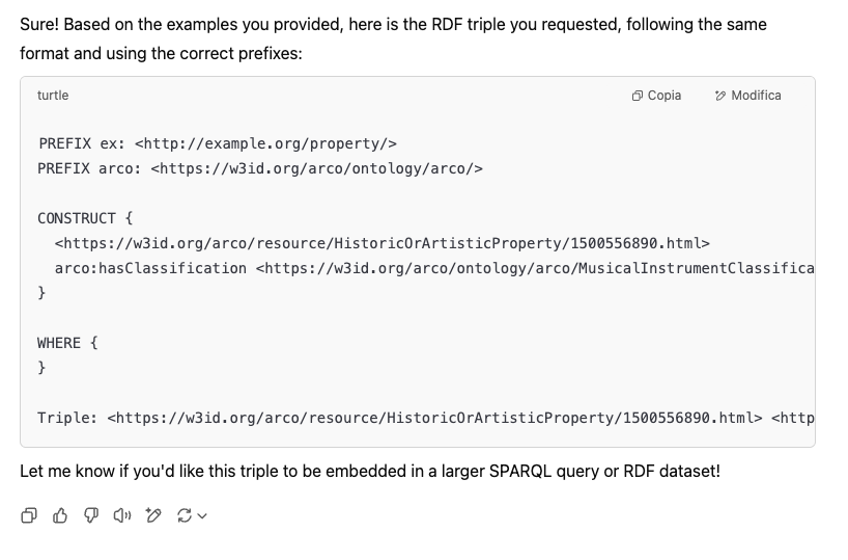 Sure! Based on the examples you provided, here is the RDF triple you requested, following the same
format and using the correct prefixes:
turtle
Copia
Modifica
PREFIX ex: <http://example.org/property/>
PREFIX arco: <https://w3id.org/arco/ontology/arco/>
CONSTRUCT {
<https://w3id.org/arco/resource/HistoricOrArtisticProperty/1500556890.html>
arco:hasClassification <https://w3id.org/arco/ontology/arco/MusicalInstrumentClassifica
}
WHERE {
}
Triple: <https://w3id.org/arco/resource/HistoricOrArtisticProperty/1500556890.html> <http
Let me know if you'd like this triple to be embedded in a larger SPARQL query or RDF dataset!